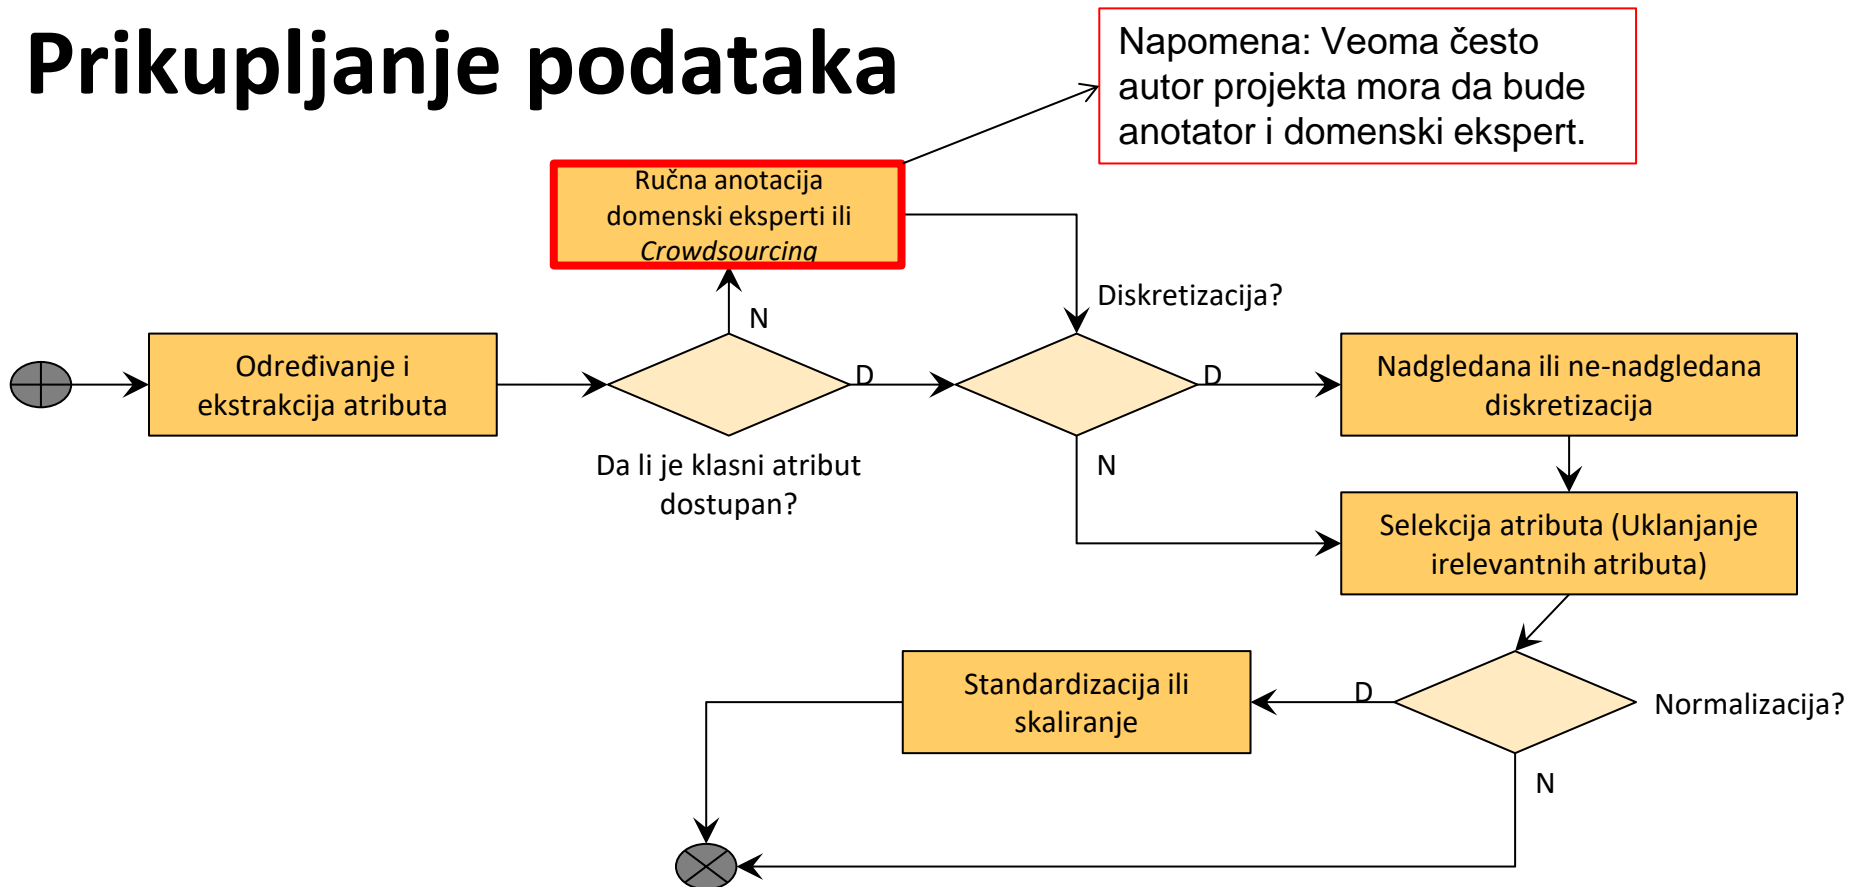 Prikupljanje podataka
Napomena: Veoma često
autor projekta mora da bude
anotator i domenski ekspert.
Ručna anotacija
domenski eksperti ili
Crowdsourcing
N
Diskretizacija?
Određivanje i
ekstrakcija atributa
D
D
Nadgledana ili ne-nadgledana
diskretizacija
Da li je klasni atribut
dostupan?
N
Selekcija atributa (Uklanjanje
irelevantnih atributa)
Standardizacija ili
skaliranje
D
Normalizacija?
N